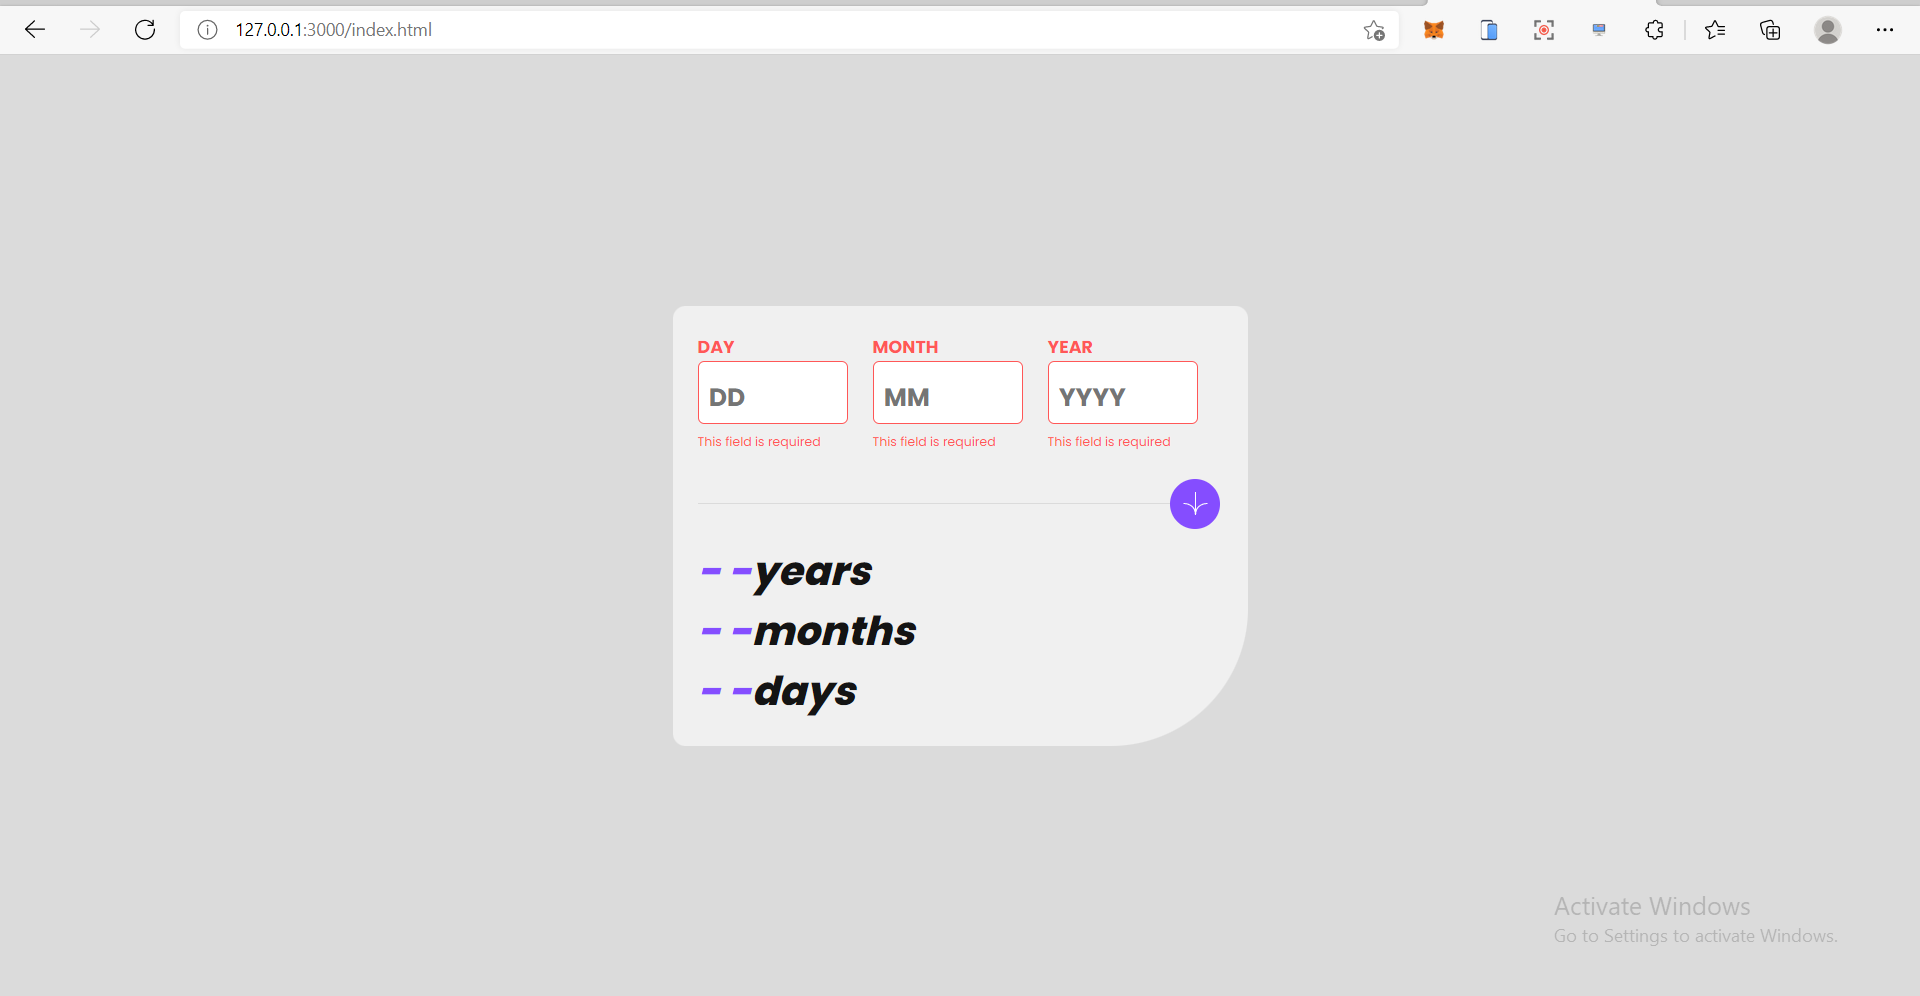 127.0.0.1:3000/index.html
DAY MONTH YEAR
DD MM YYYY
This field is required This field is required This field is required
- -years
- -months
- -days
Activate Windows
Go to Settings to activate Windows.